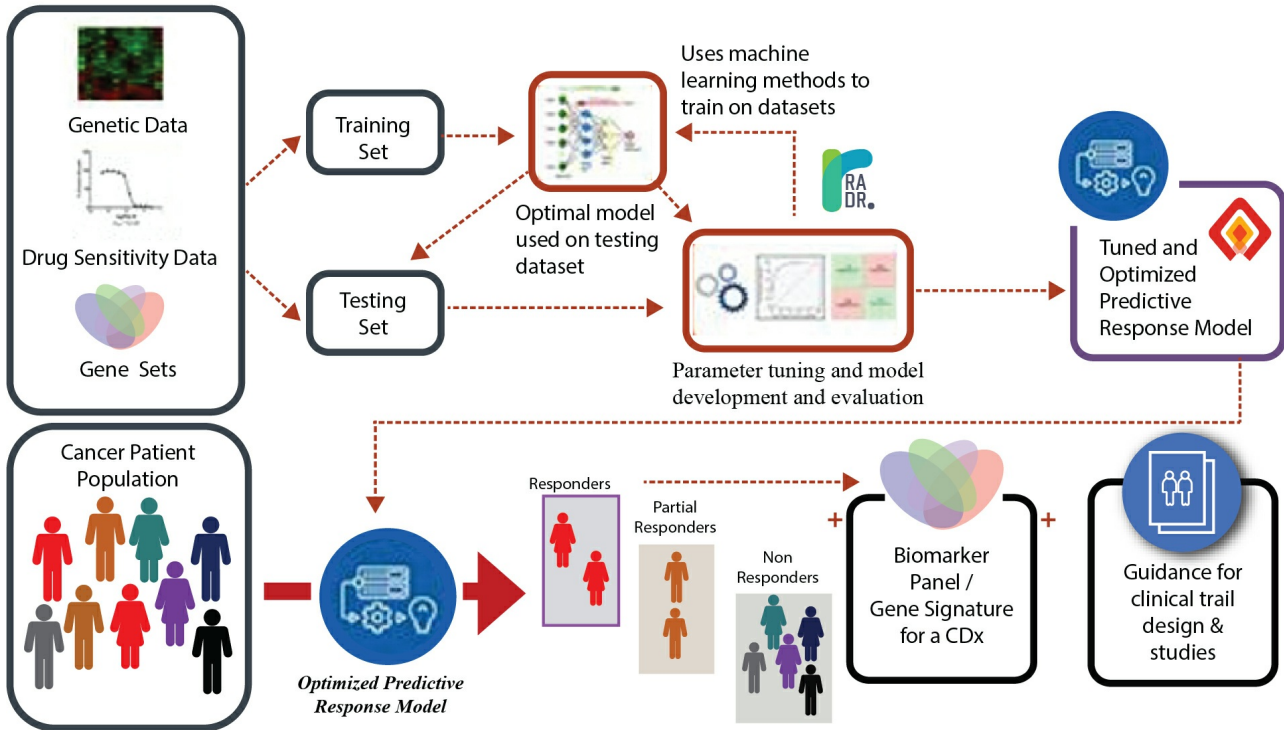 Genetic Data
Drug Sensitivity Data
Gene Sets
Training
Set
Testing
Set
Optimal model
used on testing
dataset
Uses machine
learning methods to
train on datasets
RA
DR.
Parameter tuning and model
development and evaluation
Tuned and
Optimized
Predictive
Response Model
Cancer Patient
Population
Optimized Predictive
Response Model
Responders
Partial
Responders
Non
Responders
+
Biomarker
Panel /
Gene Signature
for a CDx
+
Guidance for
clinical trail
design &
studies